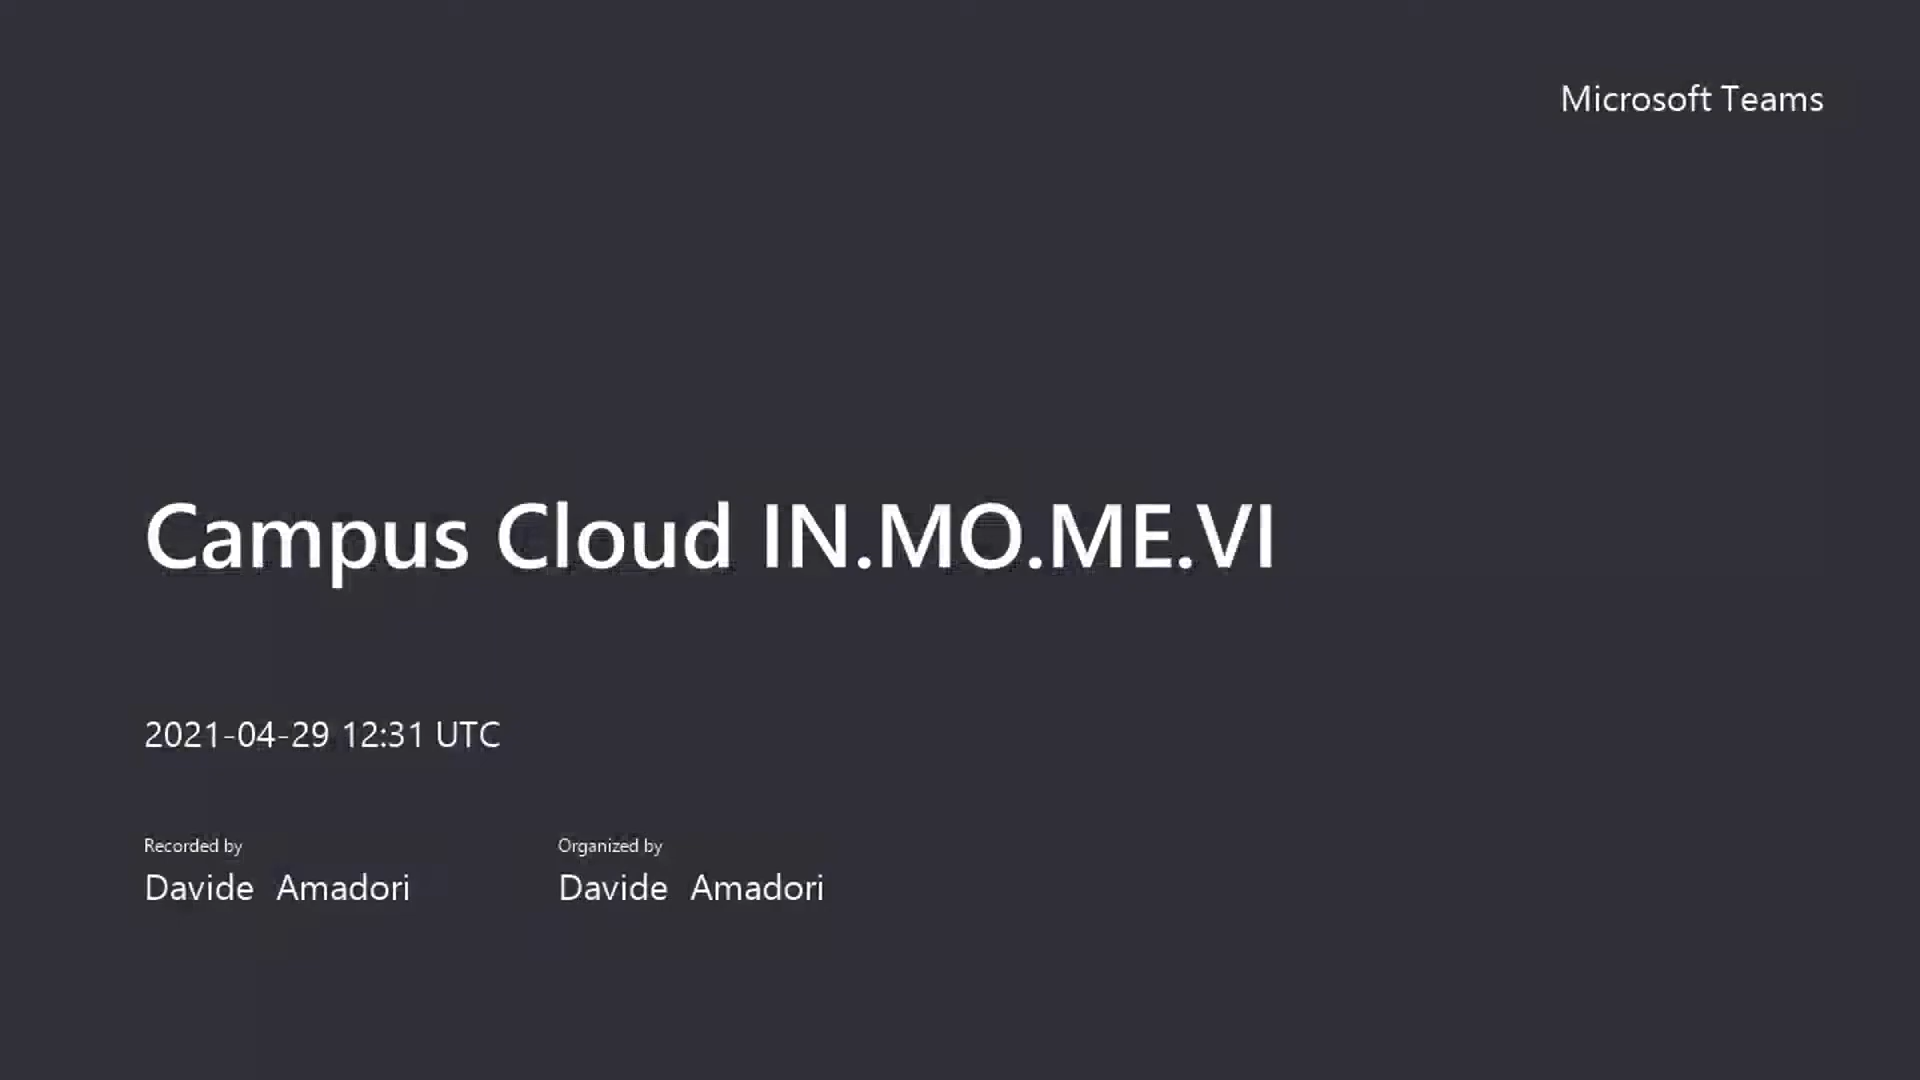 Microsoft Teams
Campus Cloud IN.MO.ME.VI
2021-04-29 12:31 UTC
Recorded by
Davide Amadori
Organized by
Davide Amadori